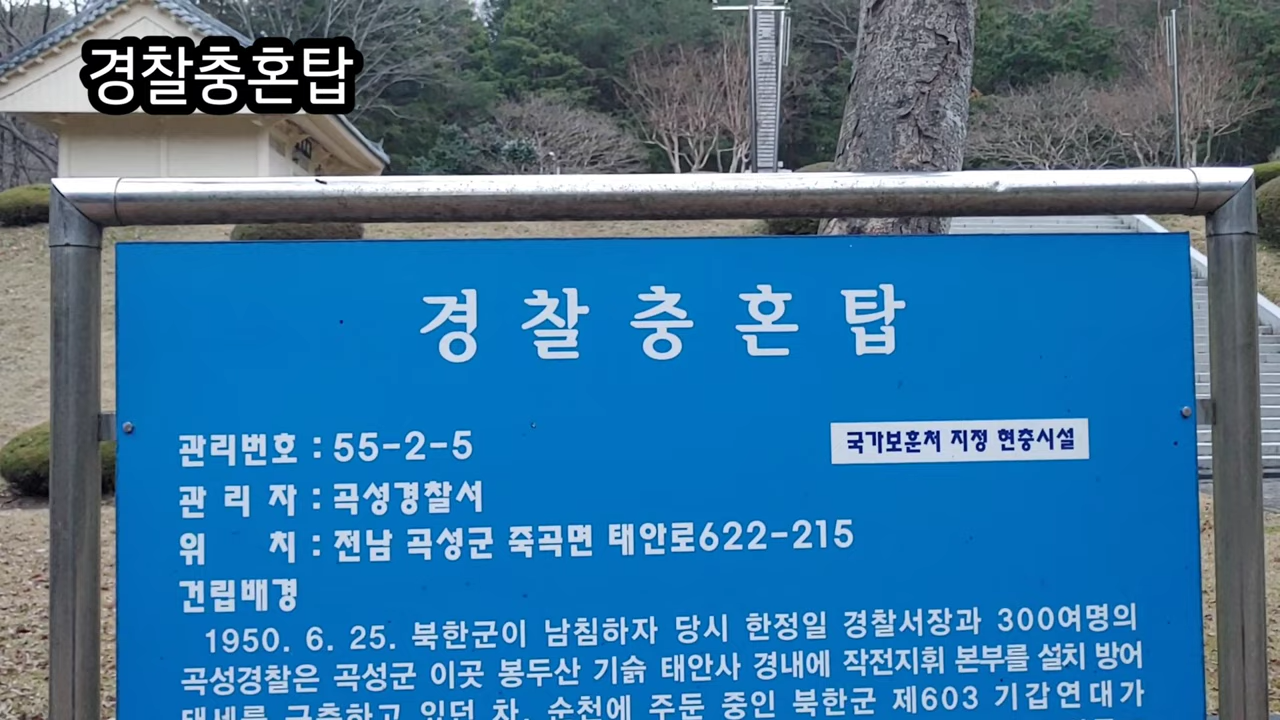 경찰충혼탑
경찰충혼탑
관리번호 : 55-2-5
국가보훈처 지정 현충시설
관 리 자 : 곡성경찰서
위 치 : 전남 곡성군 죽곡면 태안로622-215
건립배경
1950. 6. 25. 북한군이 남침하자 당시 한정일 경찰서장과 300여명의
곡성경찰은 곡성군 이곳 봉두산 기슭 태안사 경내에 작전지휘 본부를 설치 방어
태세를 구축하고 있던 차, 순천에 주둔 중인 북한군 제603 기갑연대가